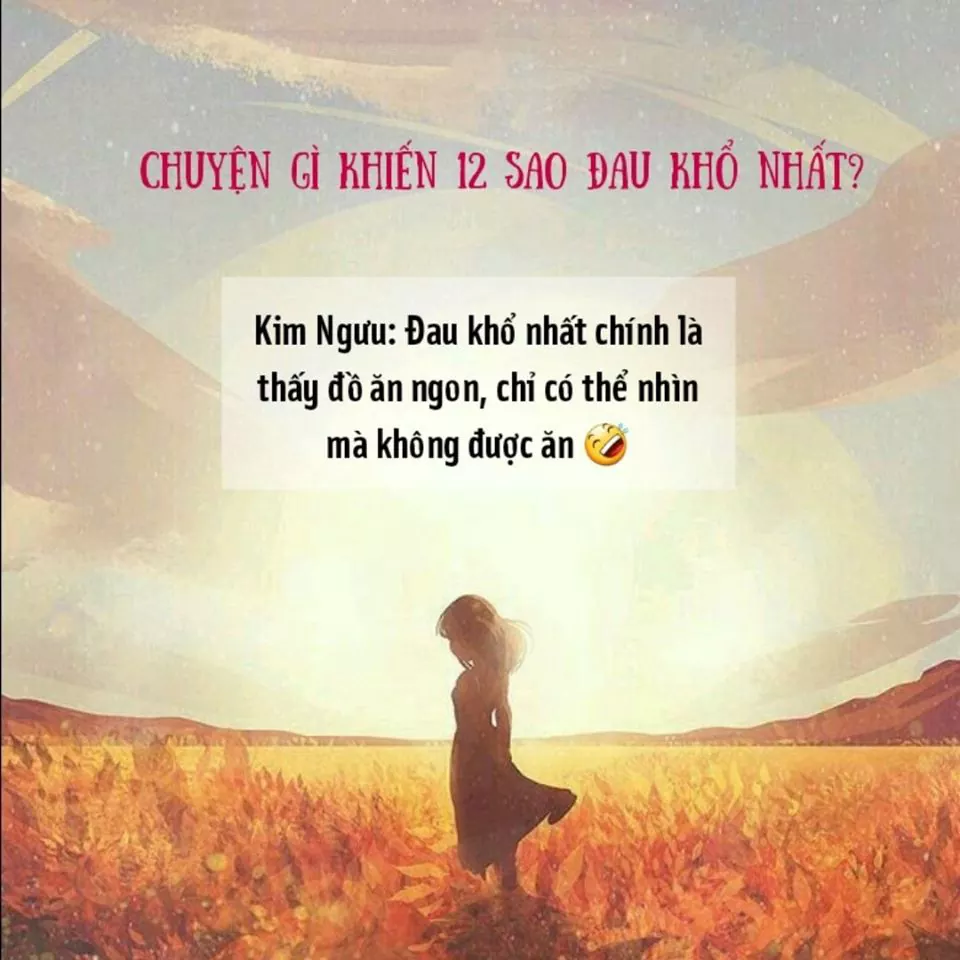 CHUYỆN GÌ KHIẾN 12 SAO ĐAU KHỔ NHẤT?
Kim Ngưu: Đau khổ nhất chính là
thấy đồ ăn ngon, chỉ có thể nhìn
mà không được ăn 🤣